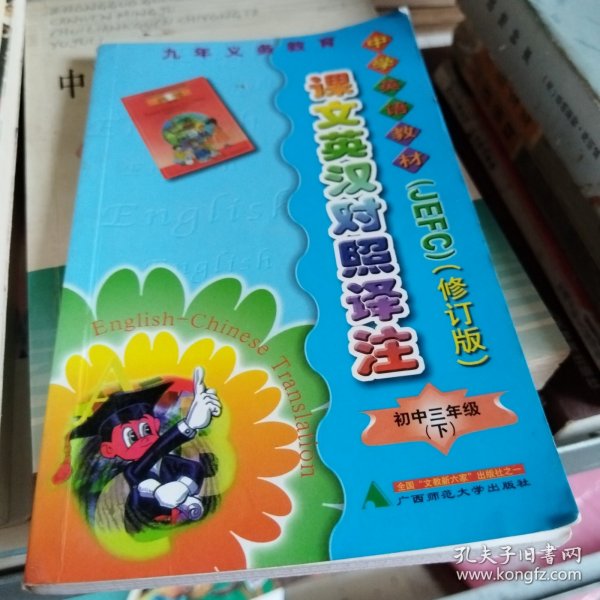 九年义务教育
中学英语教材
(JEFC)(修订版)
课文英汉对照译注
English
English
English-Chinese Translation
初中三年级
(下)
全国“文教新六家”出版社之一
广西师范大学出版社
中
孔夫子旧书网
www.kongfz.com